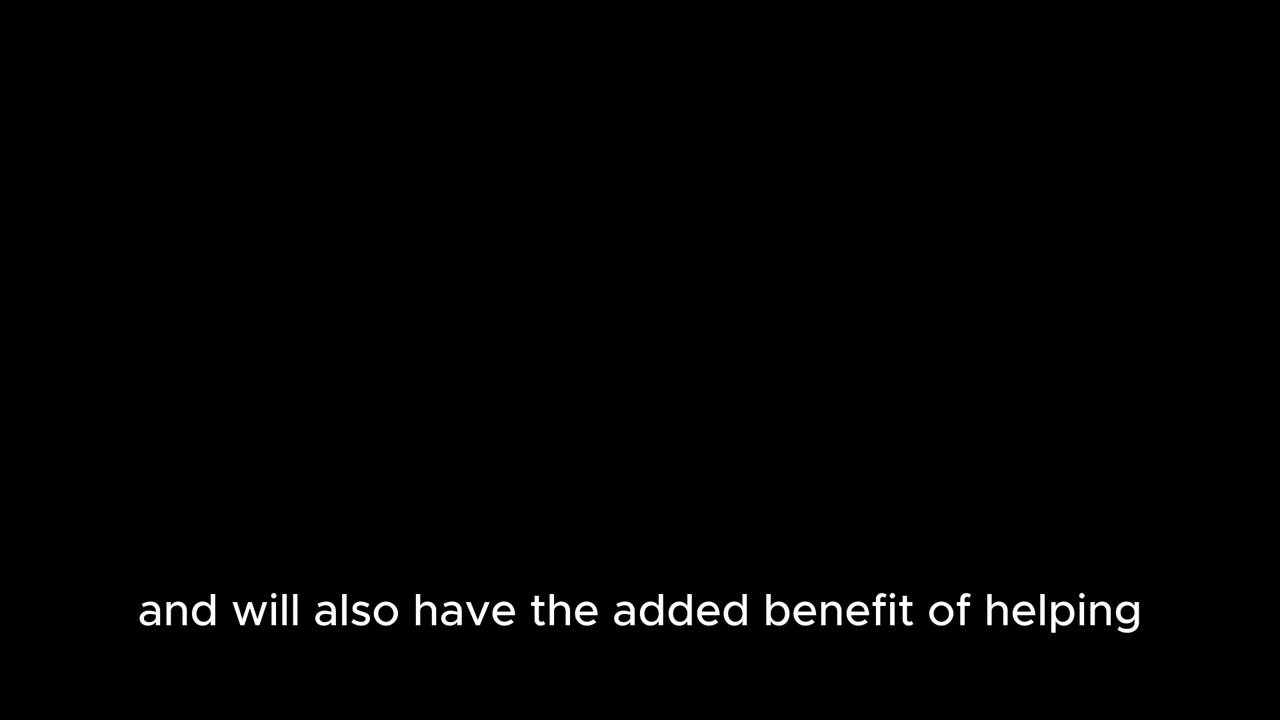 and will also have the added benefit of helping